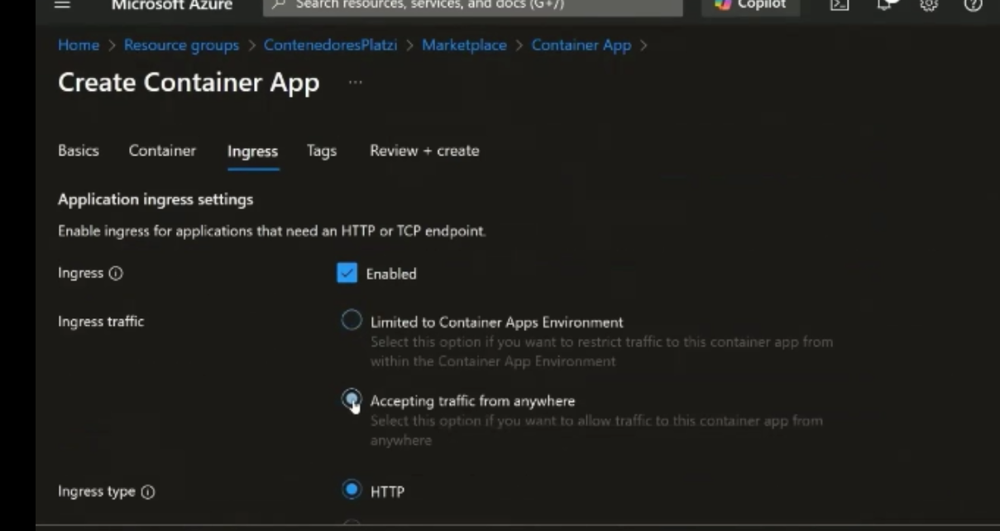 Microsoft Azure
Search resources, services, and docs (G+/)
Copilot
Home > Resource groups > ContenedoresPlatzi > Marketplace > Container App >
Create Container App ...
Basics Container Ingress Tags Review + create
Application ingress settings
Enable ingress for applications that need an HTTP or TCP endpoint.
Ingress
Enabled
Ingress traffic
Limited to Container Apps Environment
Select this option if you want to restrict traffic to this container app from
within the Container App Environment
Accepting traffic from anywhere
Select this option if you want to allow traffic to this container app from
anywhere
Ingress type
HTTP